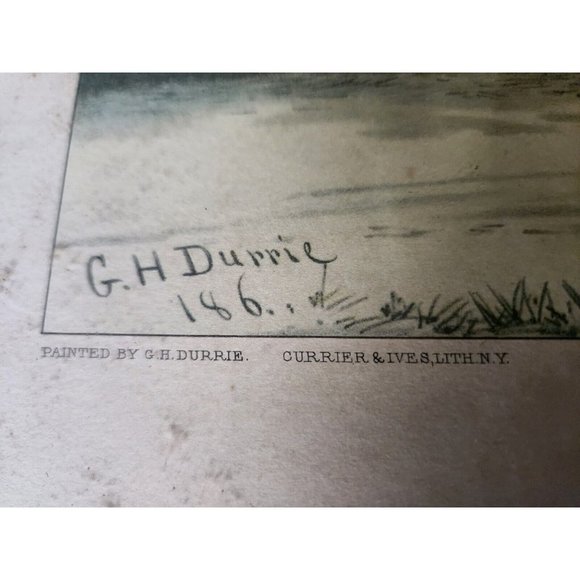 G.H Durrie
186..
PAINTED BY G.H.DURRIE. CURRIER & IVES, LITH N.Y.